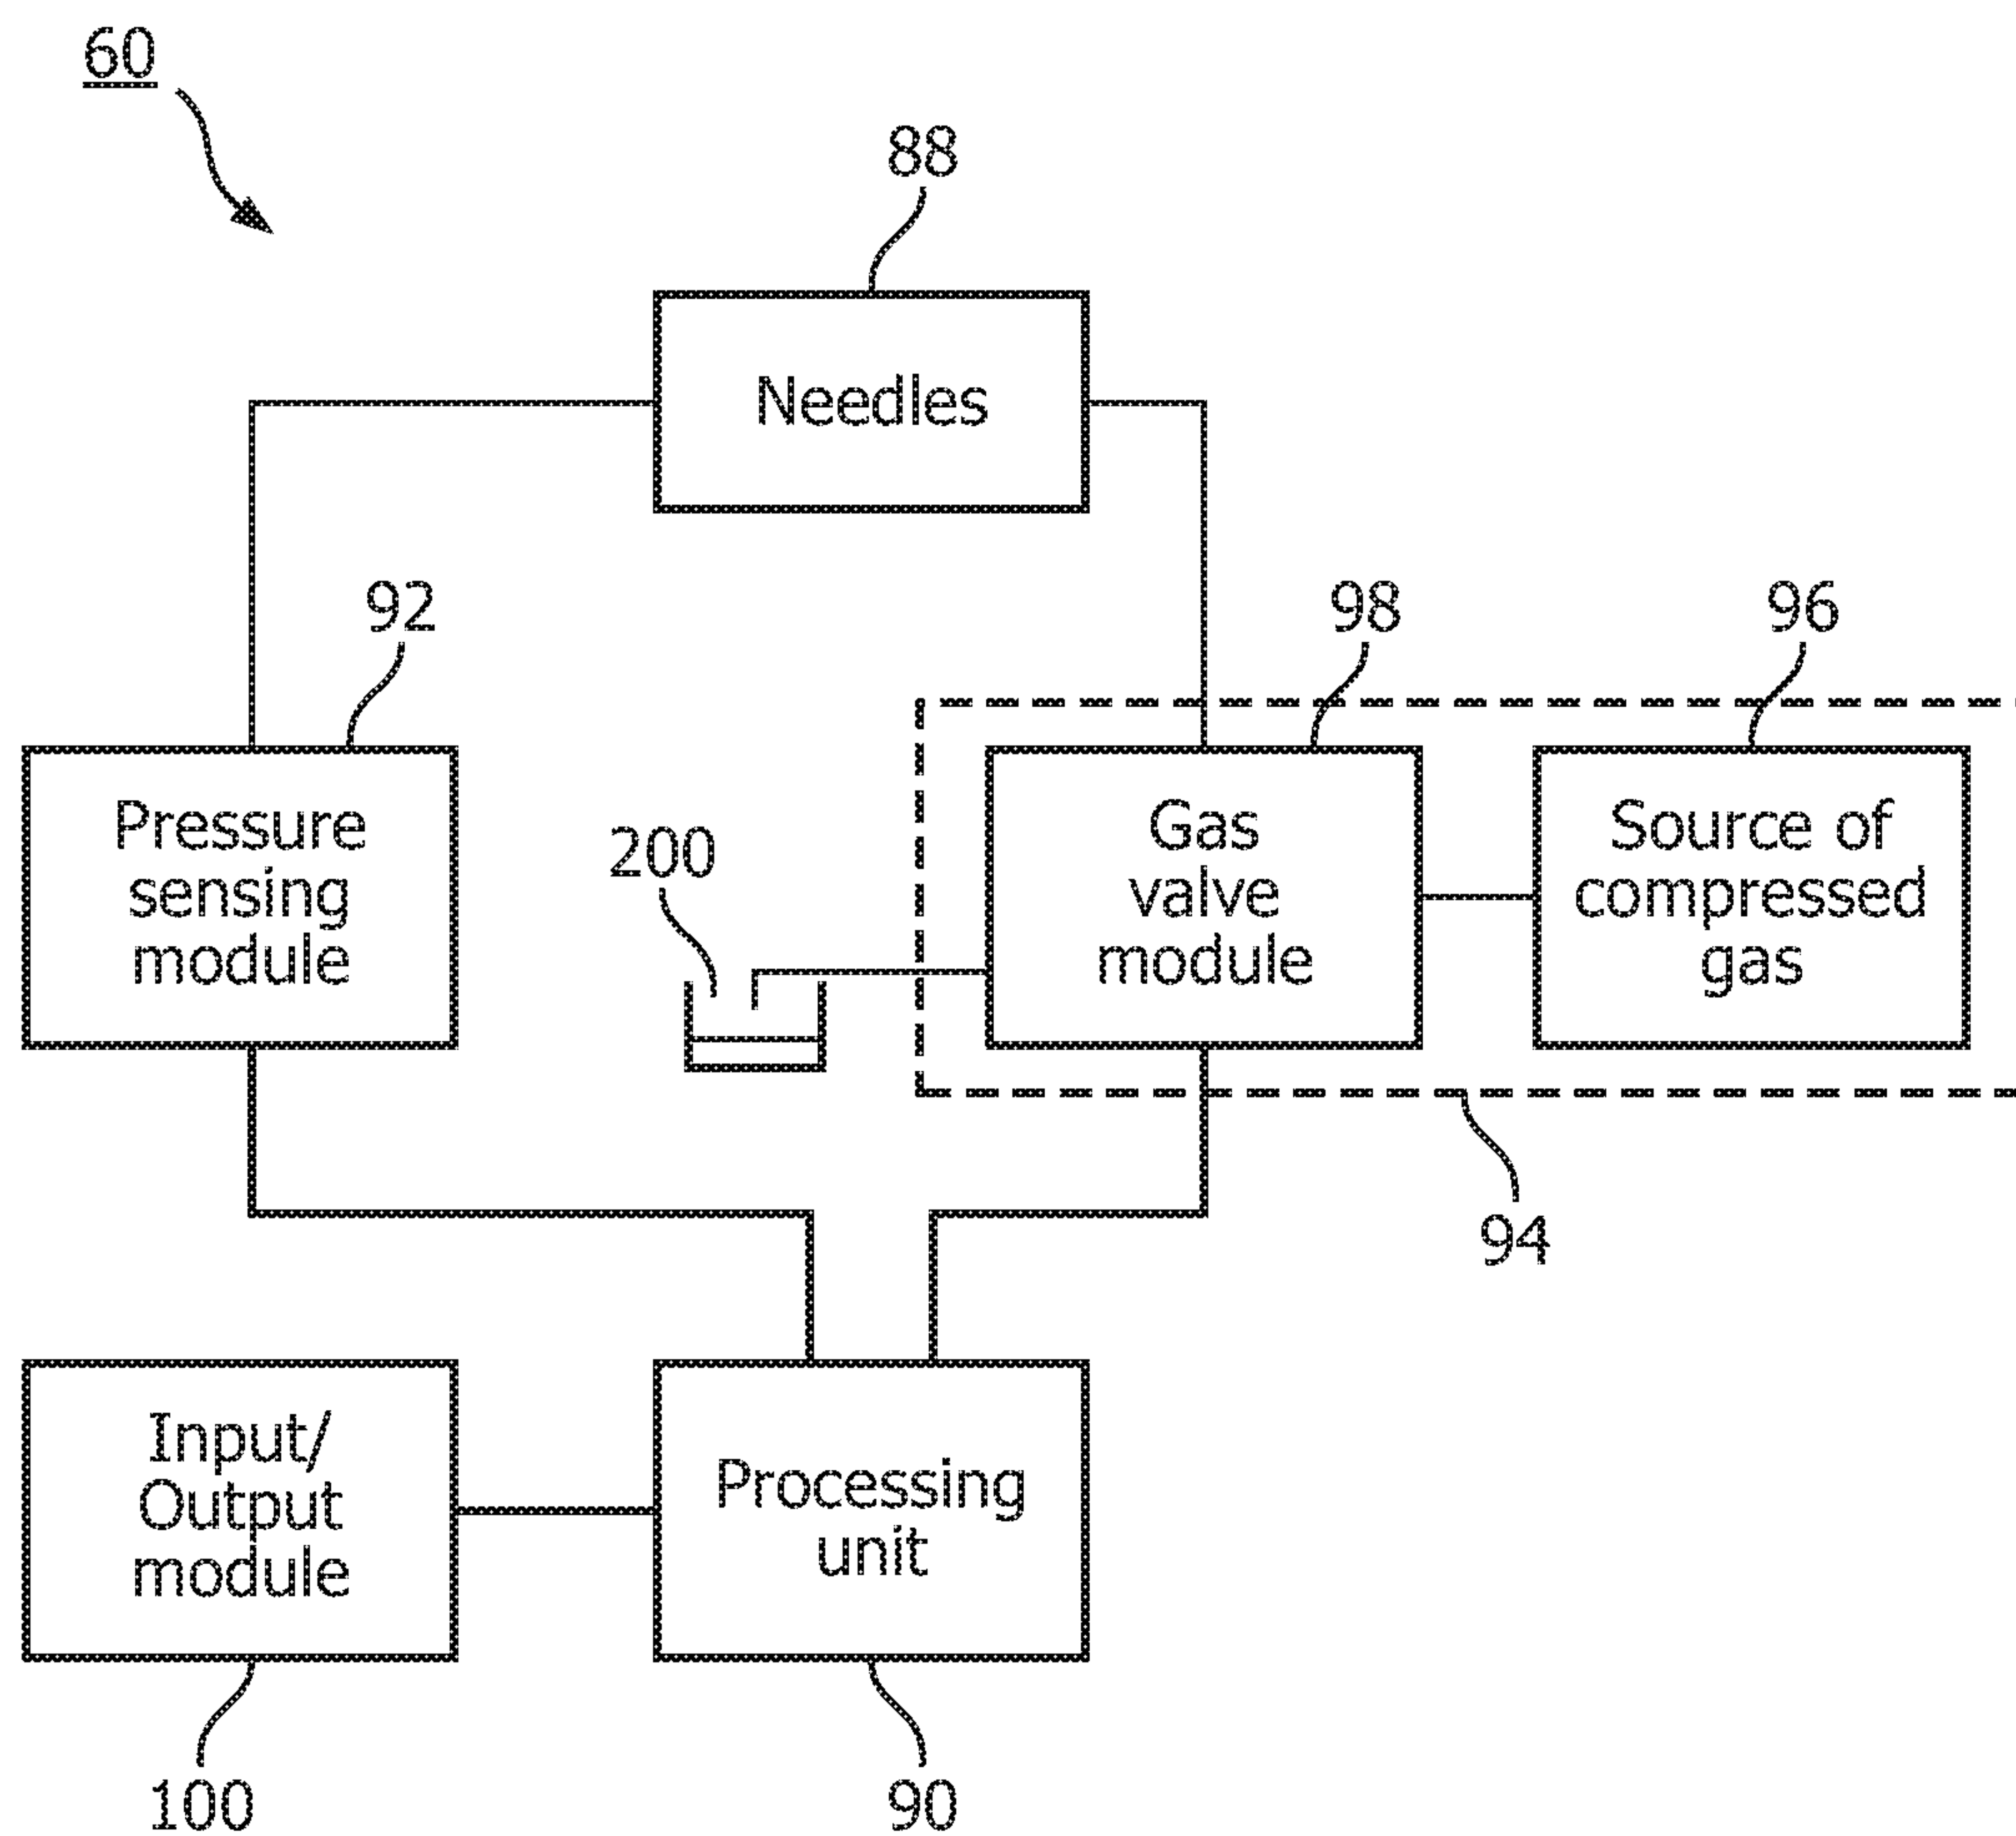 60
88
Needles
92
98
96
Pressure
sensing
module
200
Gas
valve
module
Source of
compressed
gas
94
Input/
Output
module
Processing
unit
100
90